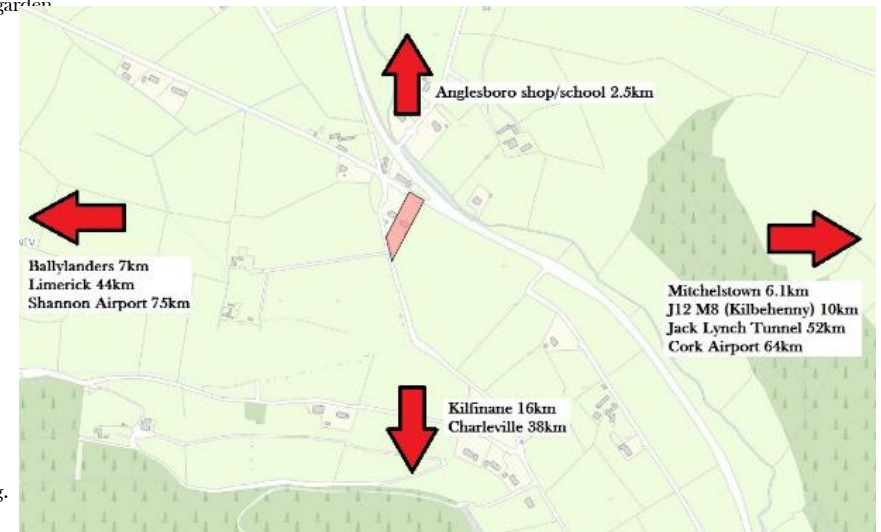 garden
Anglesboro shop/school 2.5km
Ballylanders 7km
Limerick 44km
Shannon Airport 75km
Mitchelstown 6.1km
J12 M8 (Kilbehenny) 10km
Jack Lynch Tunnel 52km
Cork Airport 64km
Kilfinane 16km
Charleville 38km
g.